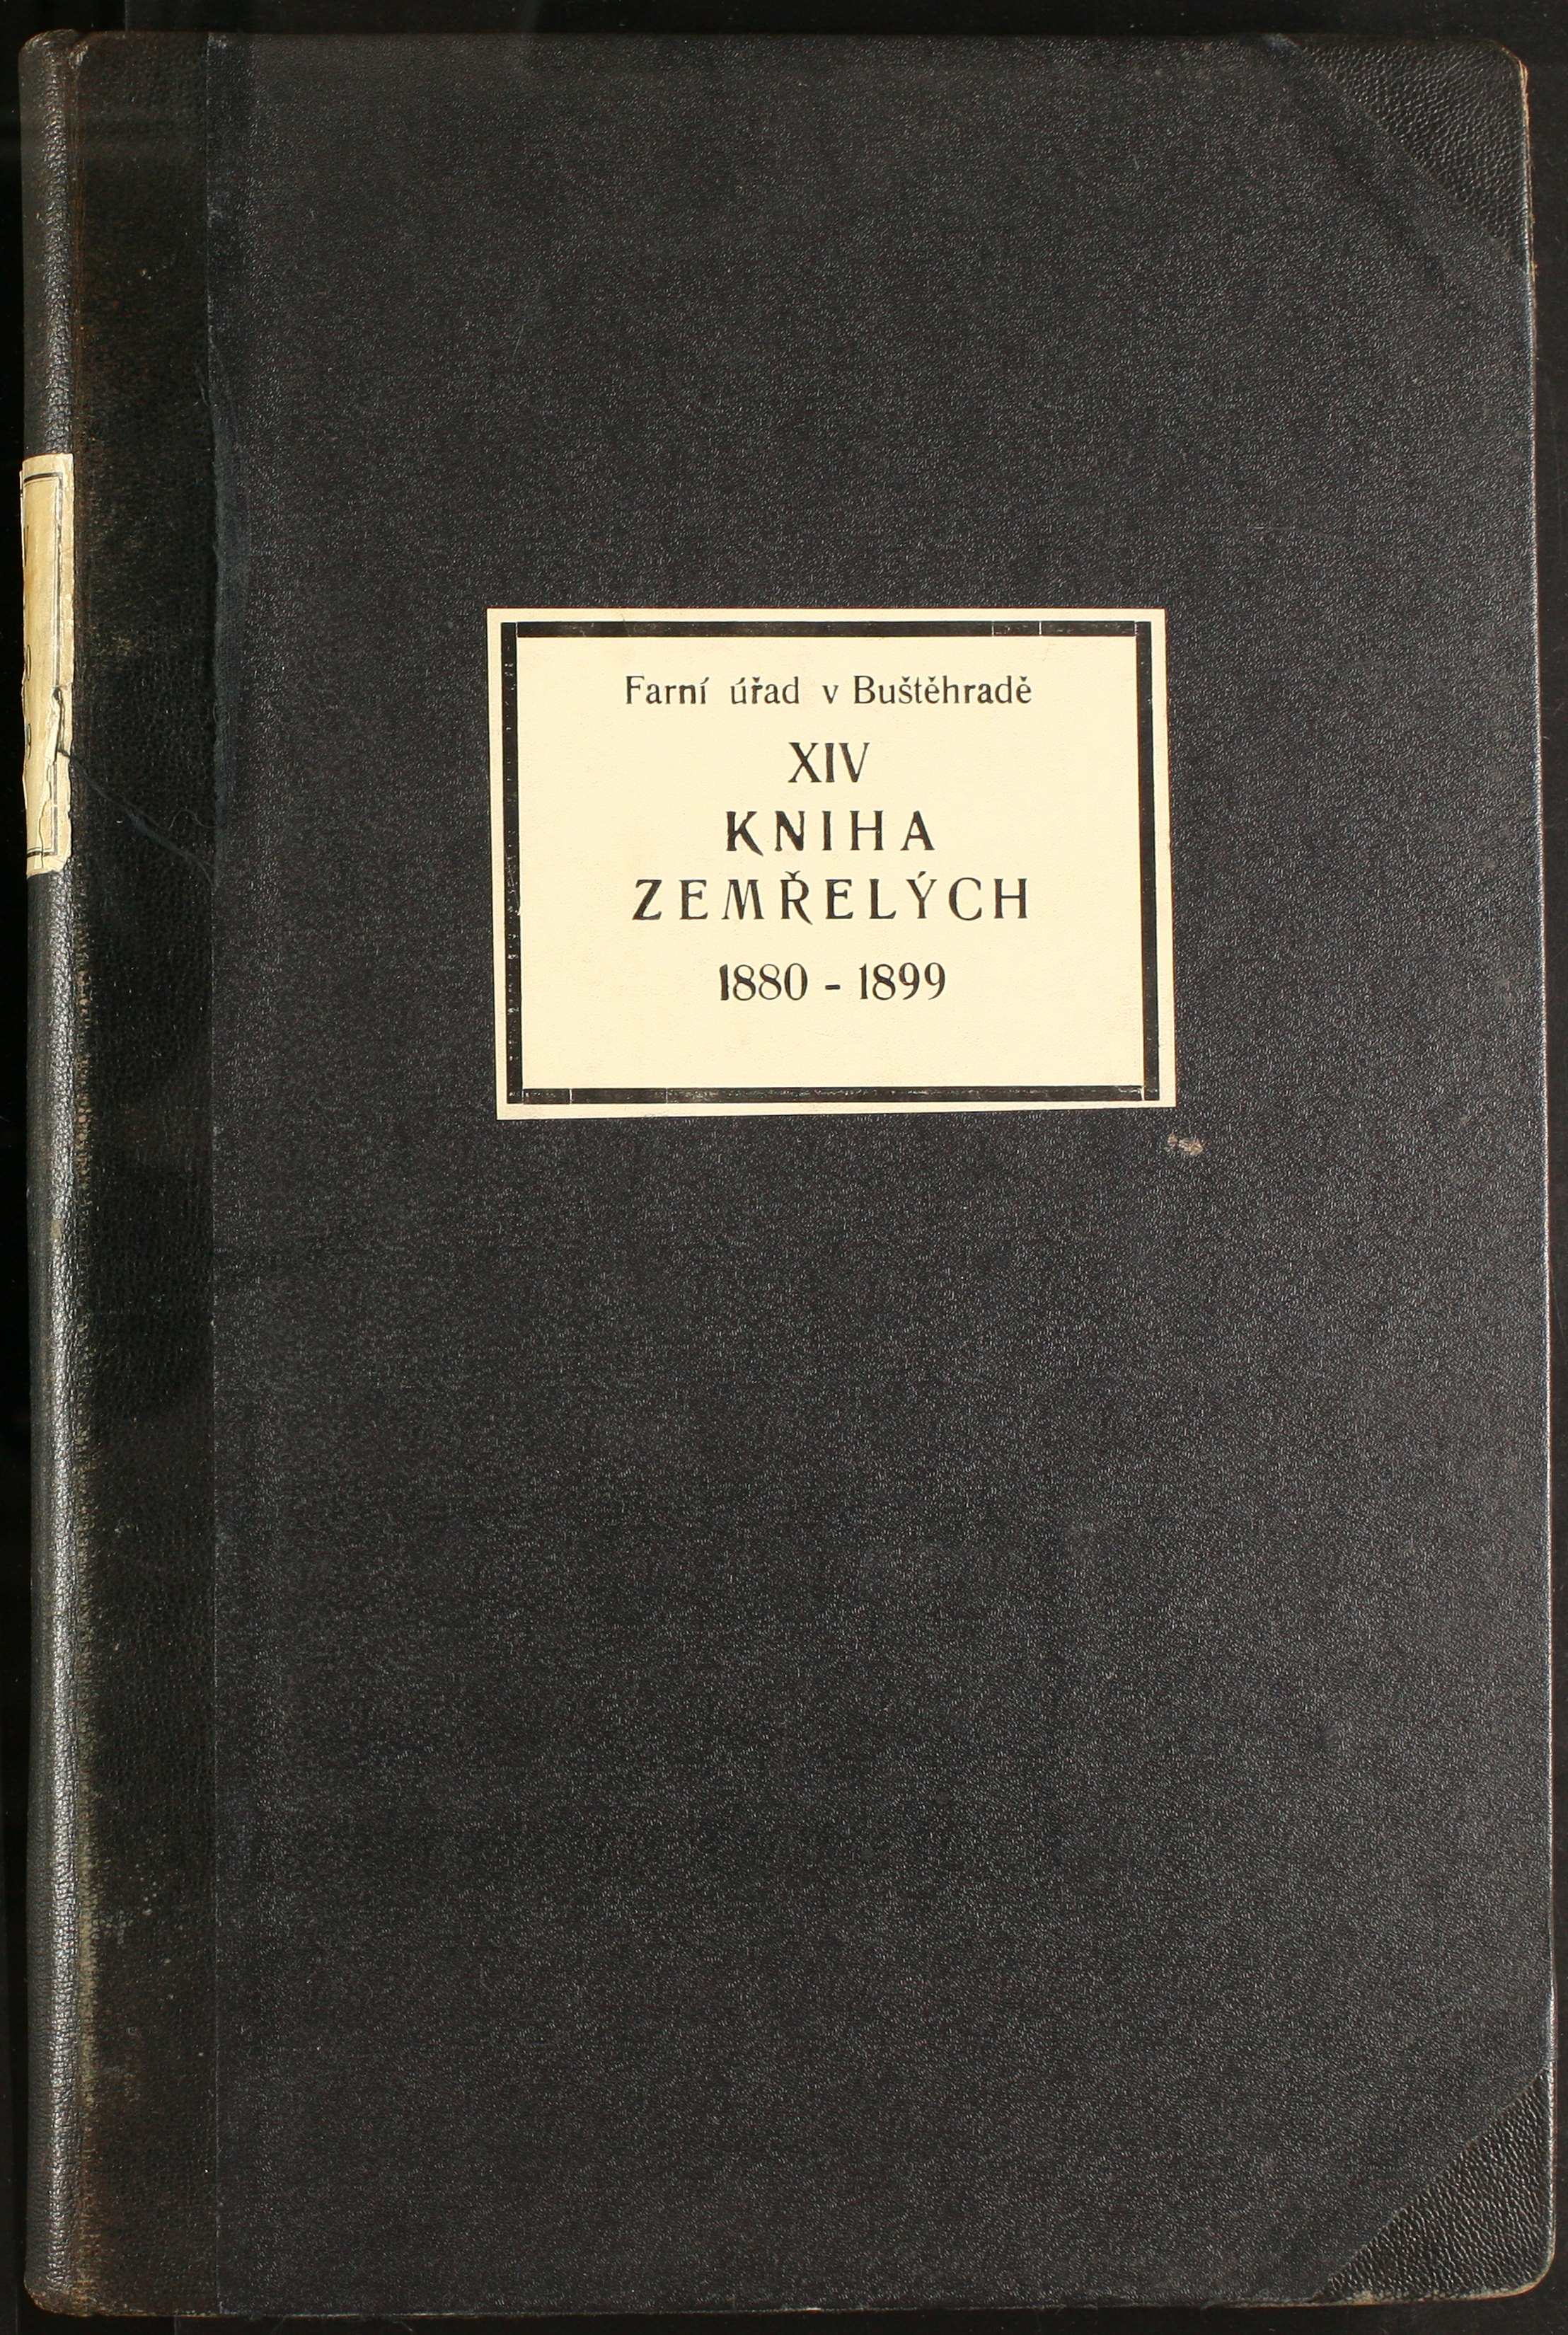 Farní úřad v Buštěhradě
XIV
KNIHA
ZEMŘELÝCH
1880 - 1899